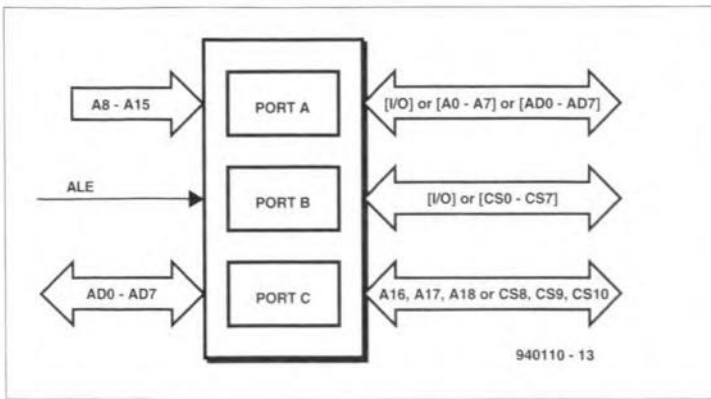 A8 - A15
PORT A
[I/O] or [A0 - A7] or [AD0 - AD7]
ALE
PORT B
[I/O] or [CS0 - CS7]
AD0 - AD7
PORT C
A16, A17, A18 or CS8, CS9, CS10
940110 - 13